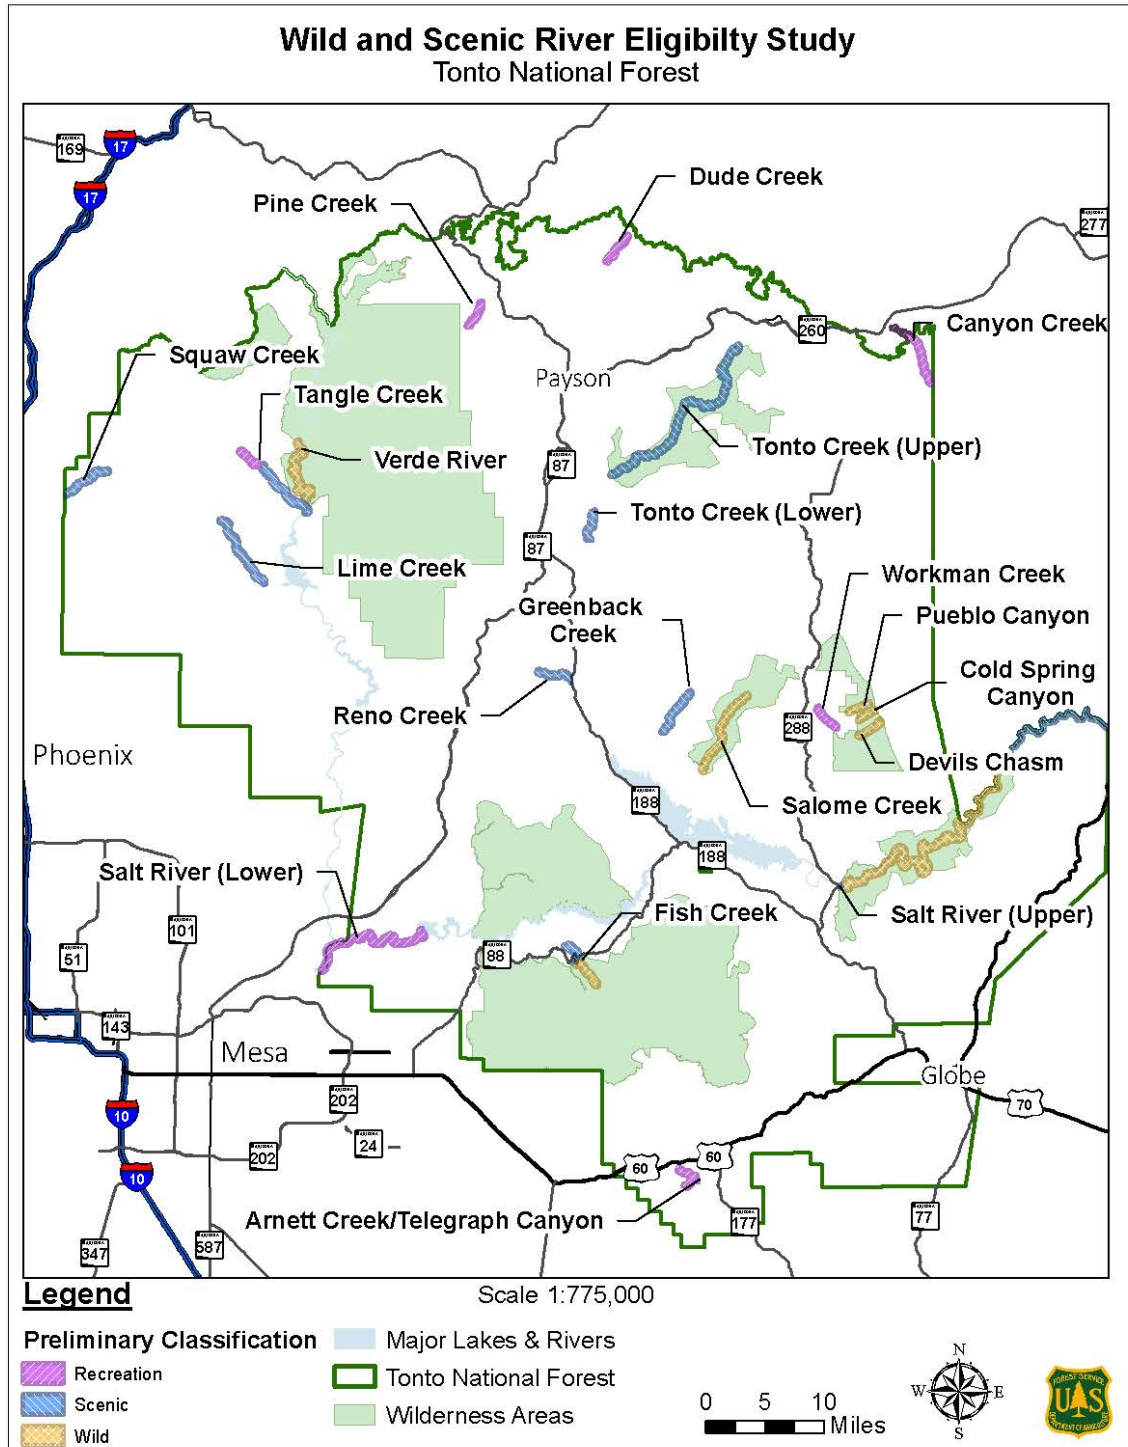 Wild and Scenic River Eligibilty Study
Tonto National Forest
169
17
17
Dude Creek
Pine Creek
277
260
Canyon Creek
Squaw Creek
Payson
Tangle Creek
Tonto Creek (Upper)
Verde River
87
Tonto Creek (Lower)
87
Lime Creek
Workman Creek
Greenback
Creek
Pueblo Canyon
Cold Spring
Canyon
Reno Creek
288
Phoenix
Devils Chasm
188
Salome Creek
188
Salt River (Lower)
Fish Creek
Salt River (Upper)
101
51
88
143
Mesa
Globe
202
70
10
24
202
60
60
10
Arnett Creek/Telegraph Canyon
177
77
347
587
Legend
Scale 1:775,000
Preliminary Classification
Recreation
Scenic
Wild
Major Lakes & Rivers
Tonto National Forest
Wilderness Areas
0 5 10
Miles
N
W E
S
FOREST SERVICE
U S
DEPARTMENT OF AGRICULTURE